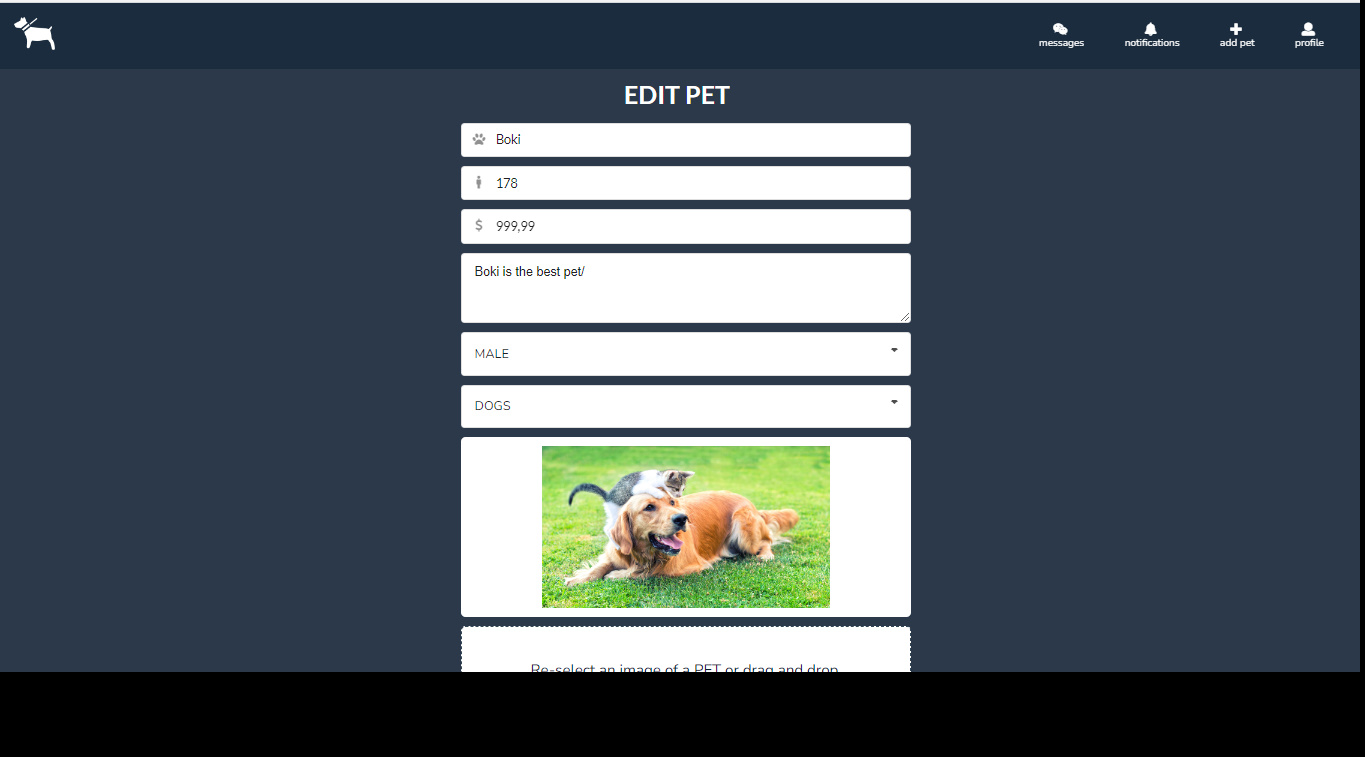 messages
notifications
add pet
profile
EDIT PET
Boki
178
$ 999,99
Boki is the best pet/
MALE
DOGS
Re-select an image of a PET or drag and drop